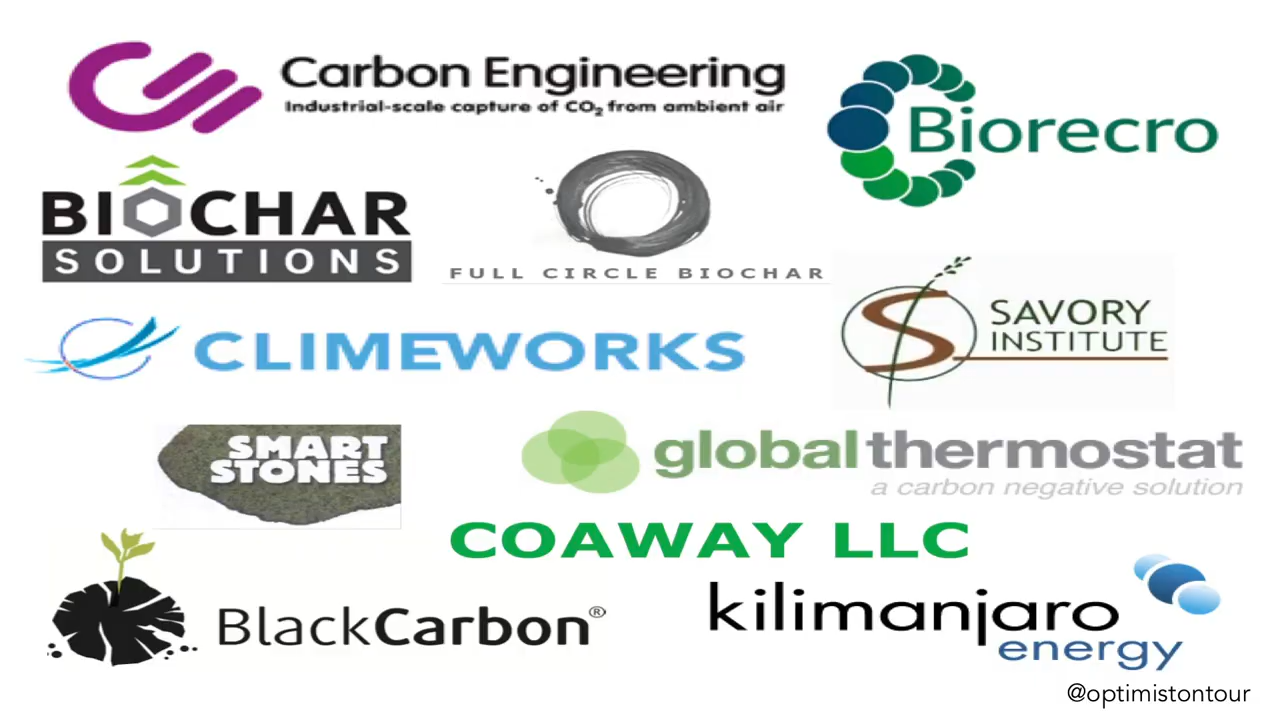 Carbon Engineering
Industrial-scale capture of CO₂ from ambient air
Biorecro
BIOCHAR
SOLUTIONS
FULL CIRCLE BIOCHAR
CLIMEWORKS
SAVORY
INSTITUTE
SMART
STONES
globalthermostat
a carbon negative solution
COAWAY LLC
BlackCarbon®
kilimanjaro
energy
@optimistontour